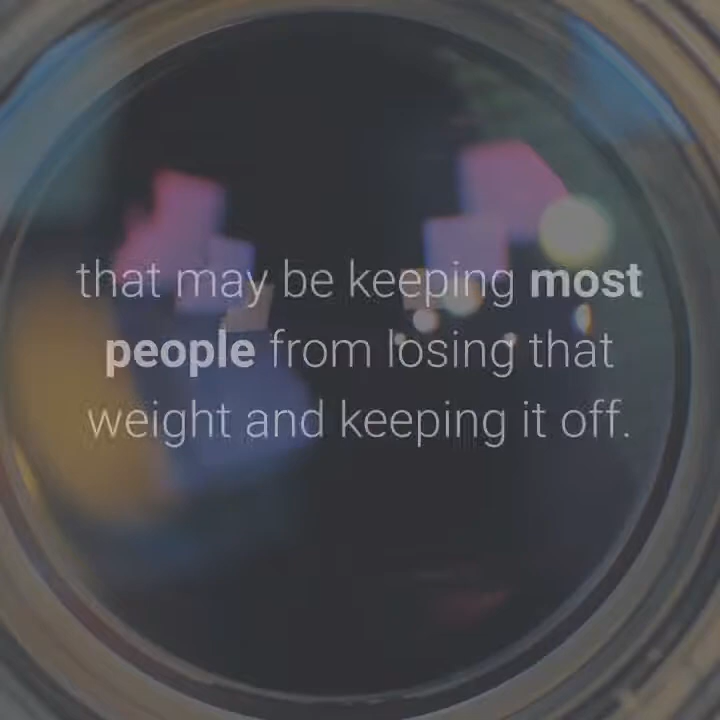 that may be keeping most
people from losing that
weight and keeping it off.